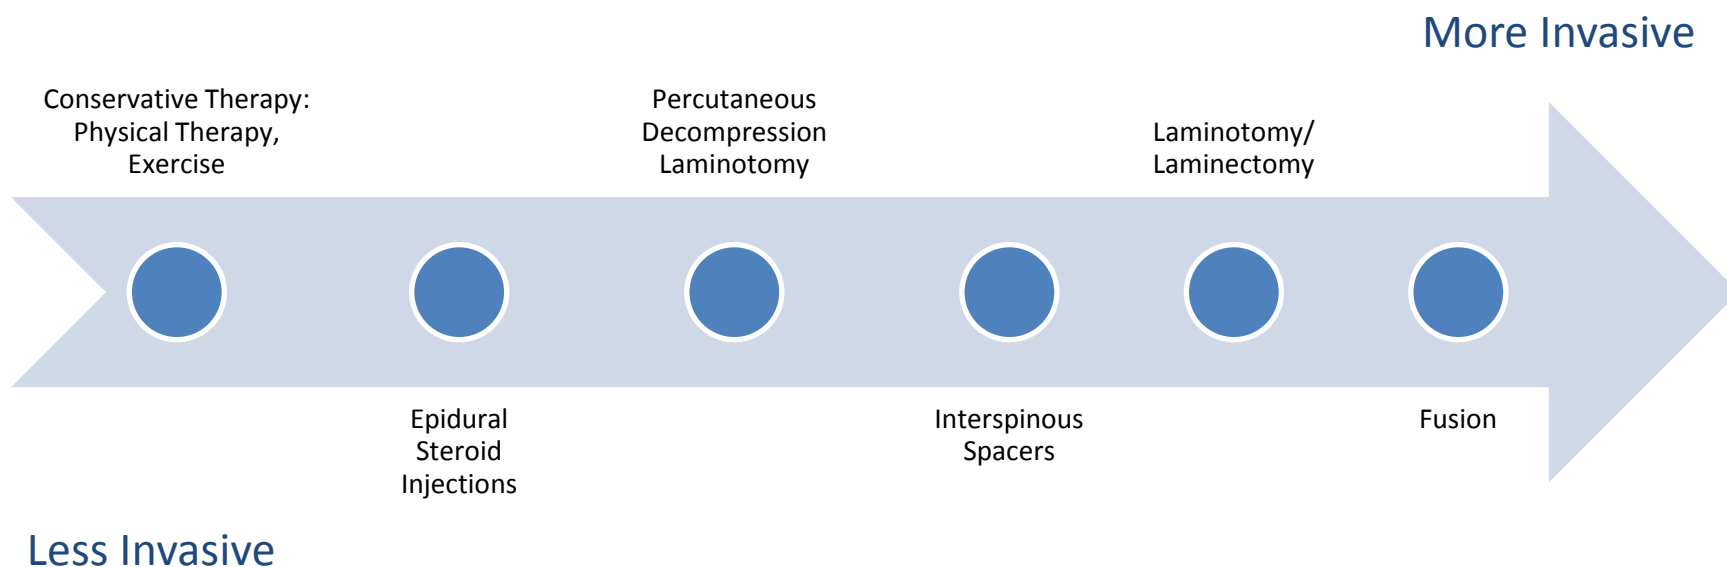 More Invasive
Conservative Therapy:
Physical Therapy,
Exercise
Percutaneous
Decompression
Laminotomy
Laminotomy/
Laminectomy
Epidural
Steroid
Injections
Interspinous
Spacers
Fusion
Less Invasive